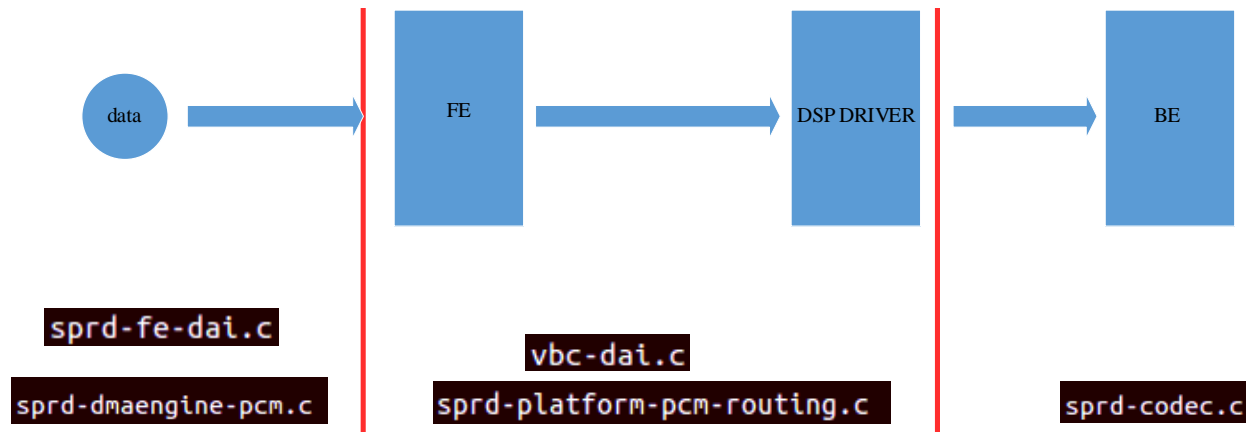 data
FE
DSP DRIVER
BE
sprd-fe-dai.c
vbc-dai.c
sprd-dmaengine-pcm.c
sprd-platform-pcm-routing.c
sprd-codec.c